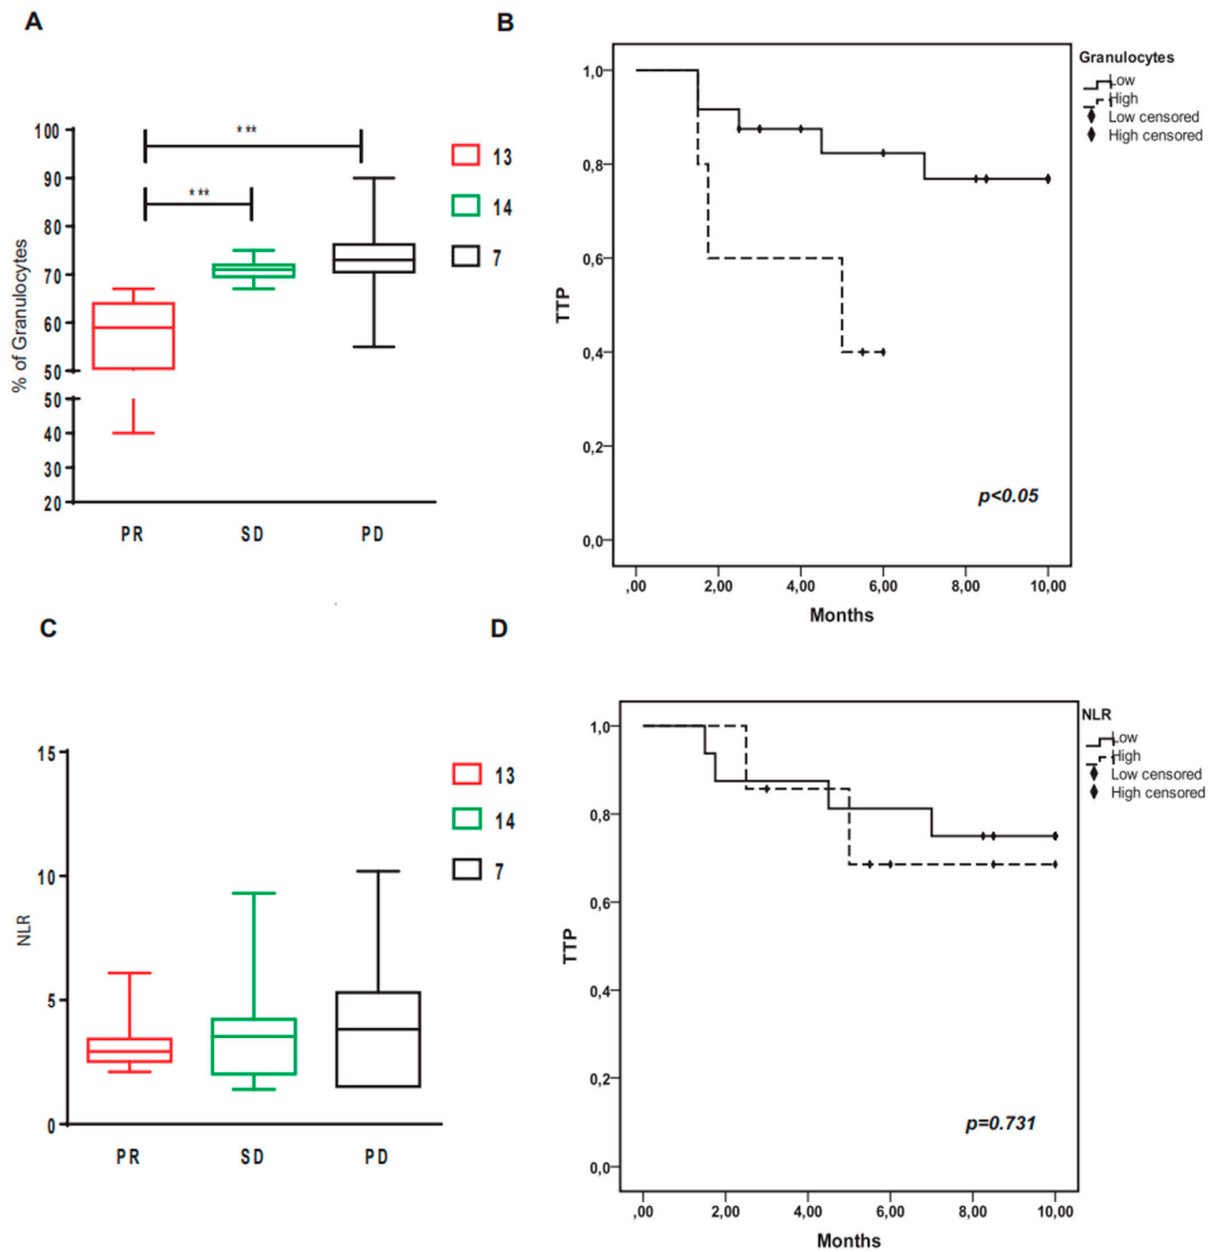 A
% of Granulocytes
100
90
80
70
60
50
50
40
30
20
***
***
PR SD PD
13
14
7
B
TTP
1,0
0,8
0,6
0,4
0,2
0,0
,00 2,00 4,00 6,00 8,00 10,00
Months
p<0.05
Granulocytes
Low
High
Low censored
High censored
C
NLR
15
10
5
0
PR SD PD
13
14
7
D
TTP
1,0
0,8
0,6
0,4
0,2
0,0
,00 2,00 4,00 6,00 8,00 10,00
Months
p=0.731
NLR
Low
High
Low censored
High censored